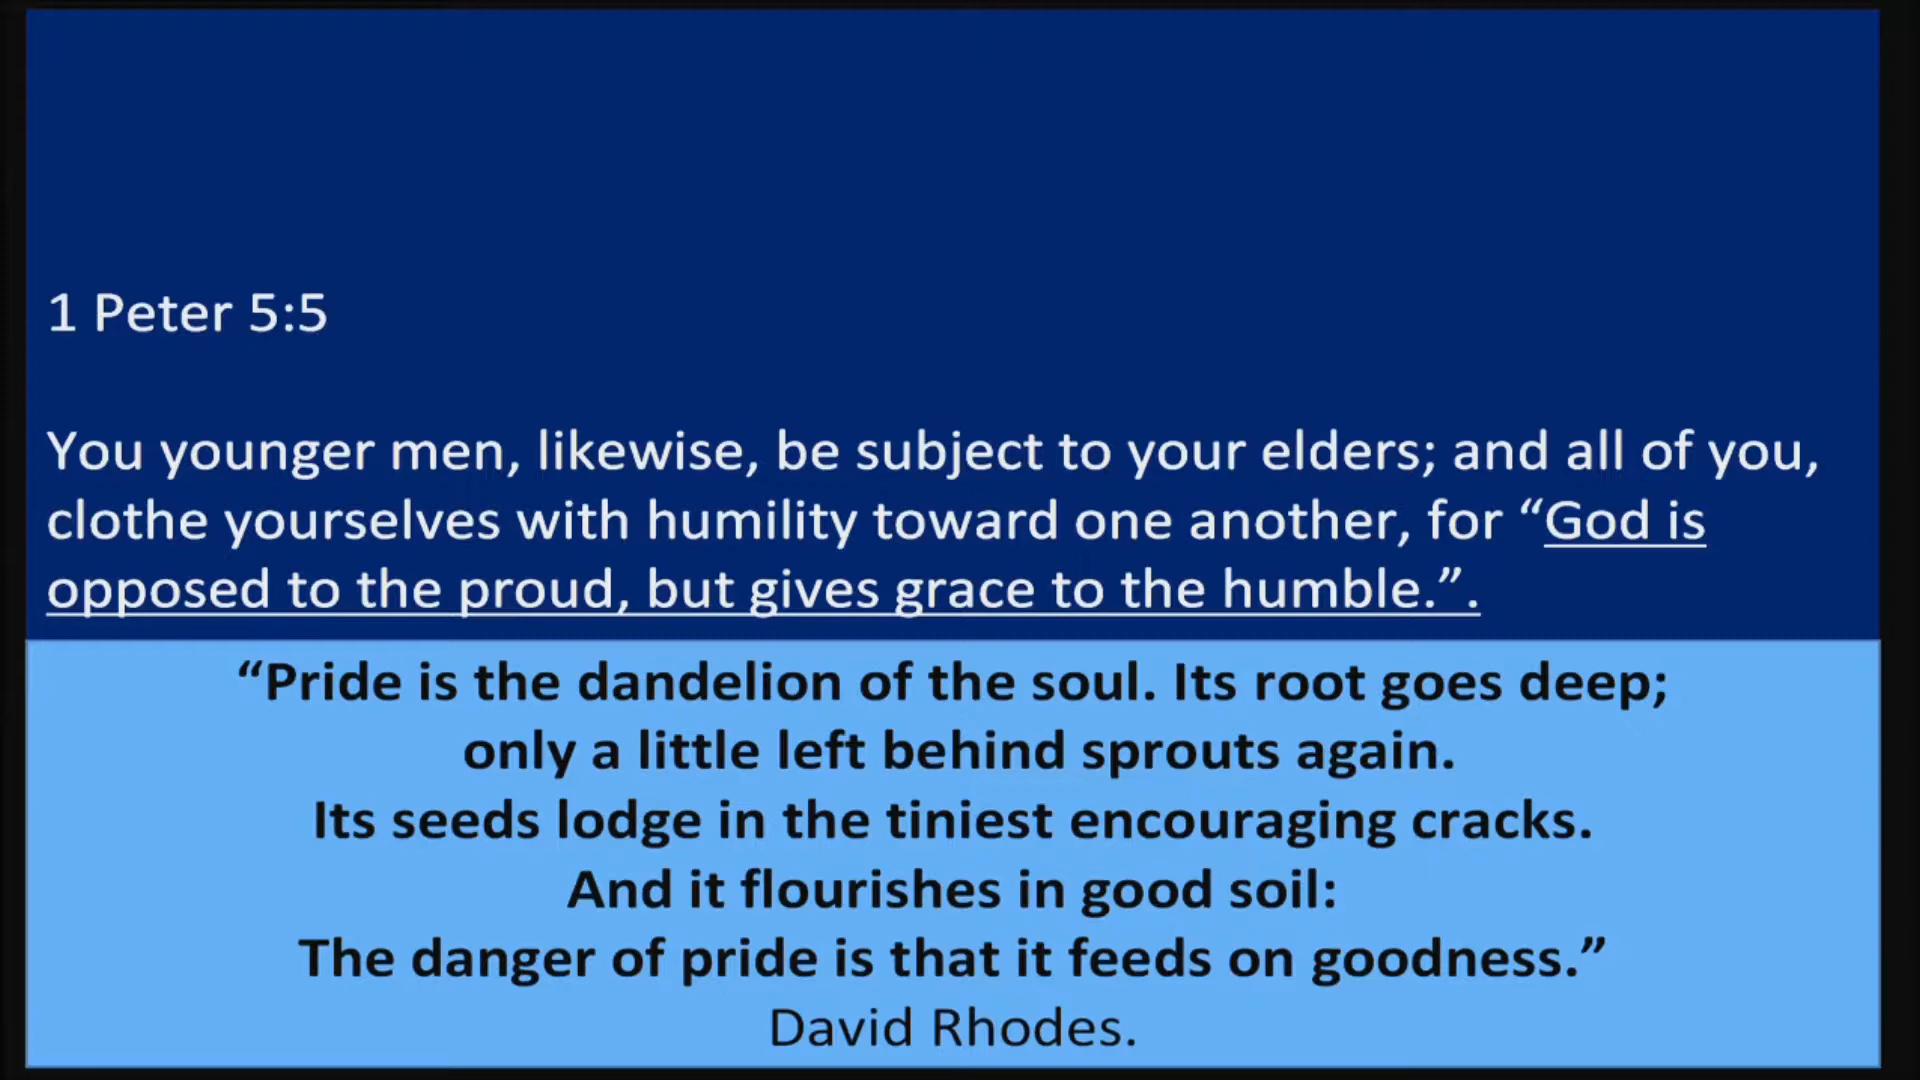 1 Peter 5:5
You younger men, likewise, be subject to your elders; and all of you,
clothe yourselves with humility toward one another, for “God is
opposed to the proud, but gives grace to the humble.”.
“Pride is the dandelion of the soul. Its root goes deep;
only a little left behind sprouts again.
Its seeds lodge in the tiniest encouraging cracks.
And it flourishes in good soil:
The danger of pride is that it feeds on goodness.”
David Rhodes.